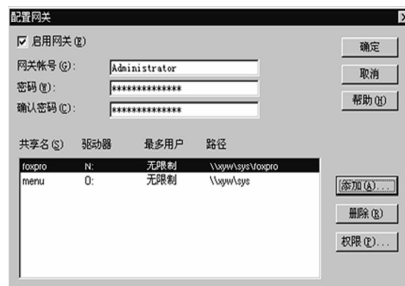 配置网关
启用网关(E)
确定
网关帐号(G): Administrator
取消
密码(W): **************
帮助(H)
确认密码(C): **************
共享名(S) 驱动器 最多用户 路径
foxpro N: 无限制 \\xyw\sys\foxpro
menu O: 无限制 \\xyw\sys
添加(A)...
删除(R)
权限(P)...